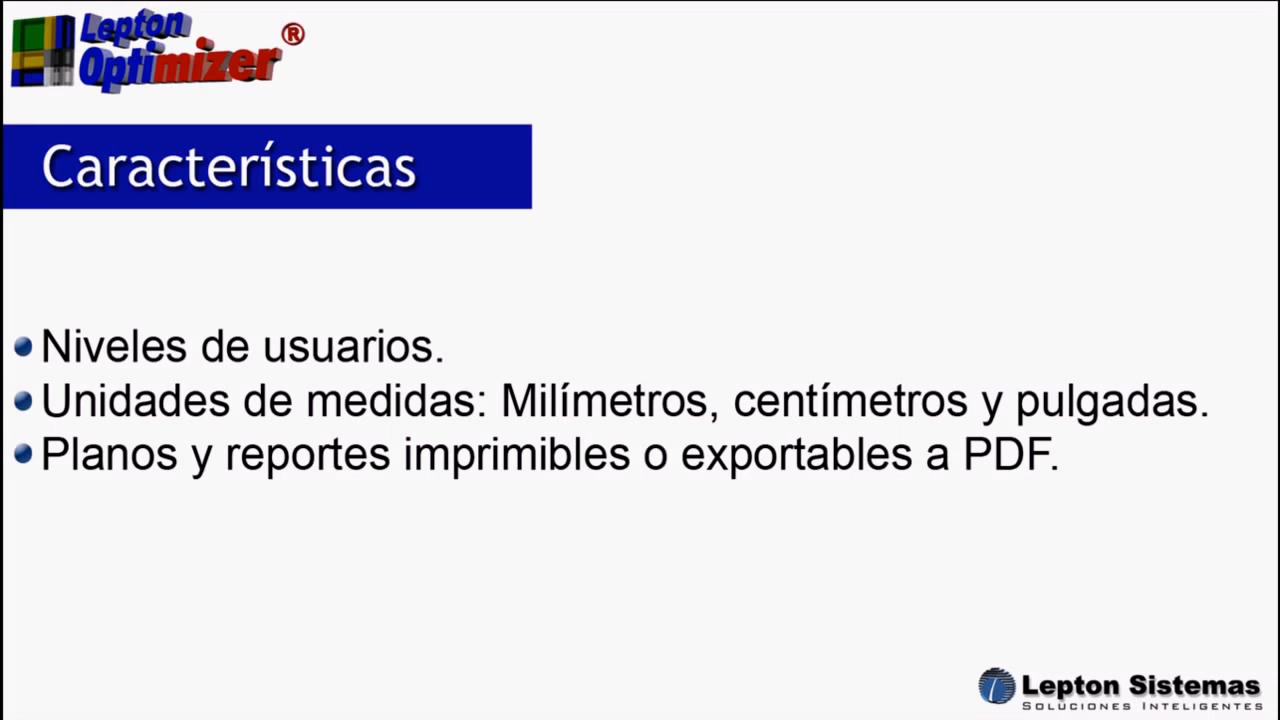 Lepton
Optimizer®
Características
Niveles de usuarios.
Unidades de medidas: Milímetros, centímetros y pulgadas.
Planos y reportes imprimibles o exportables a PDF.
Lepton Sistemas
Soluciones Inteligentes